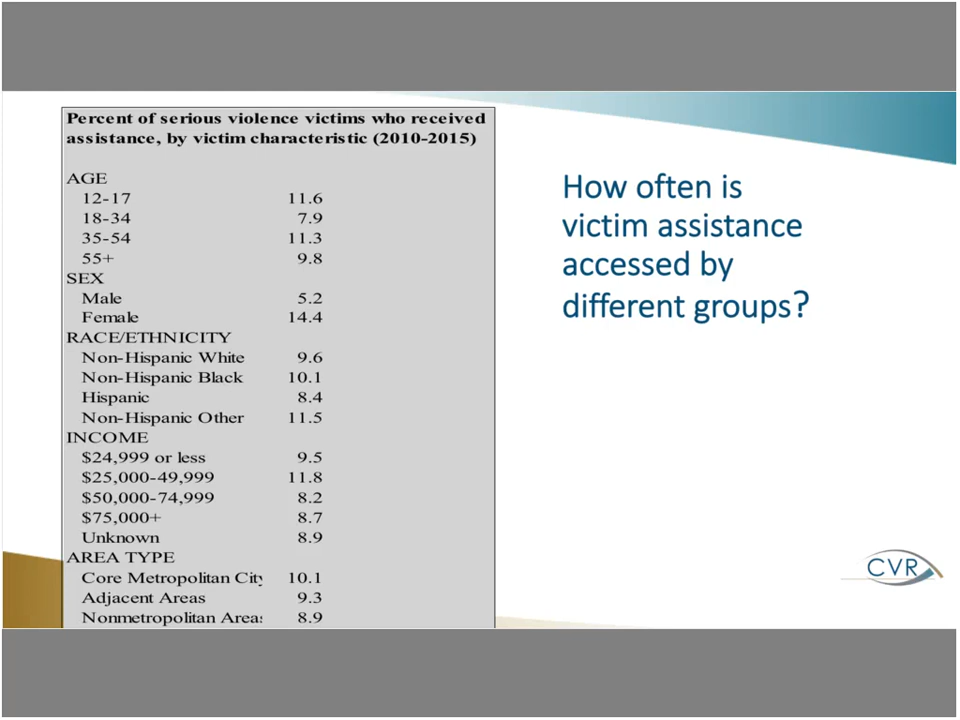 Percent of serious violence victims who received
assistance, by victim characteristic (2010-2015)
AGE
12-17 11.6
18-34 7.9
35-54 11.3
55+ 9.8
SEX
Male 5.2
Female 14.4
RACE/ETHNICITY
Non-Hispanic White 9.6
Non-Hispanic Black 10.1
Hispanic 8.4
Non-Hispanic Other 11.5
INCOME
$24,999 or less 9.5
$25,000-49,999 11.8
$50,000-74,999 8.2
$75,000+ 8.7
Unknown 8.9
AREA TYPE
Core Metropolitan City 10.1
Adjacent Areas 9.3
Nonmetropolitan Areas 8.9
How often is
victim assistance
accessed by
different groups?
CVR